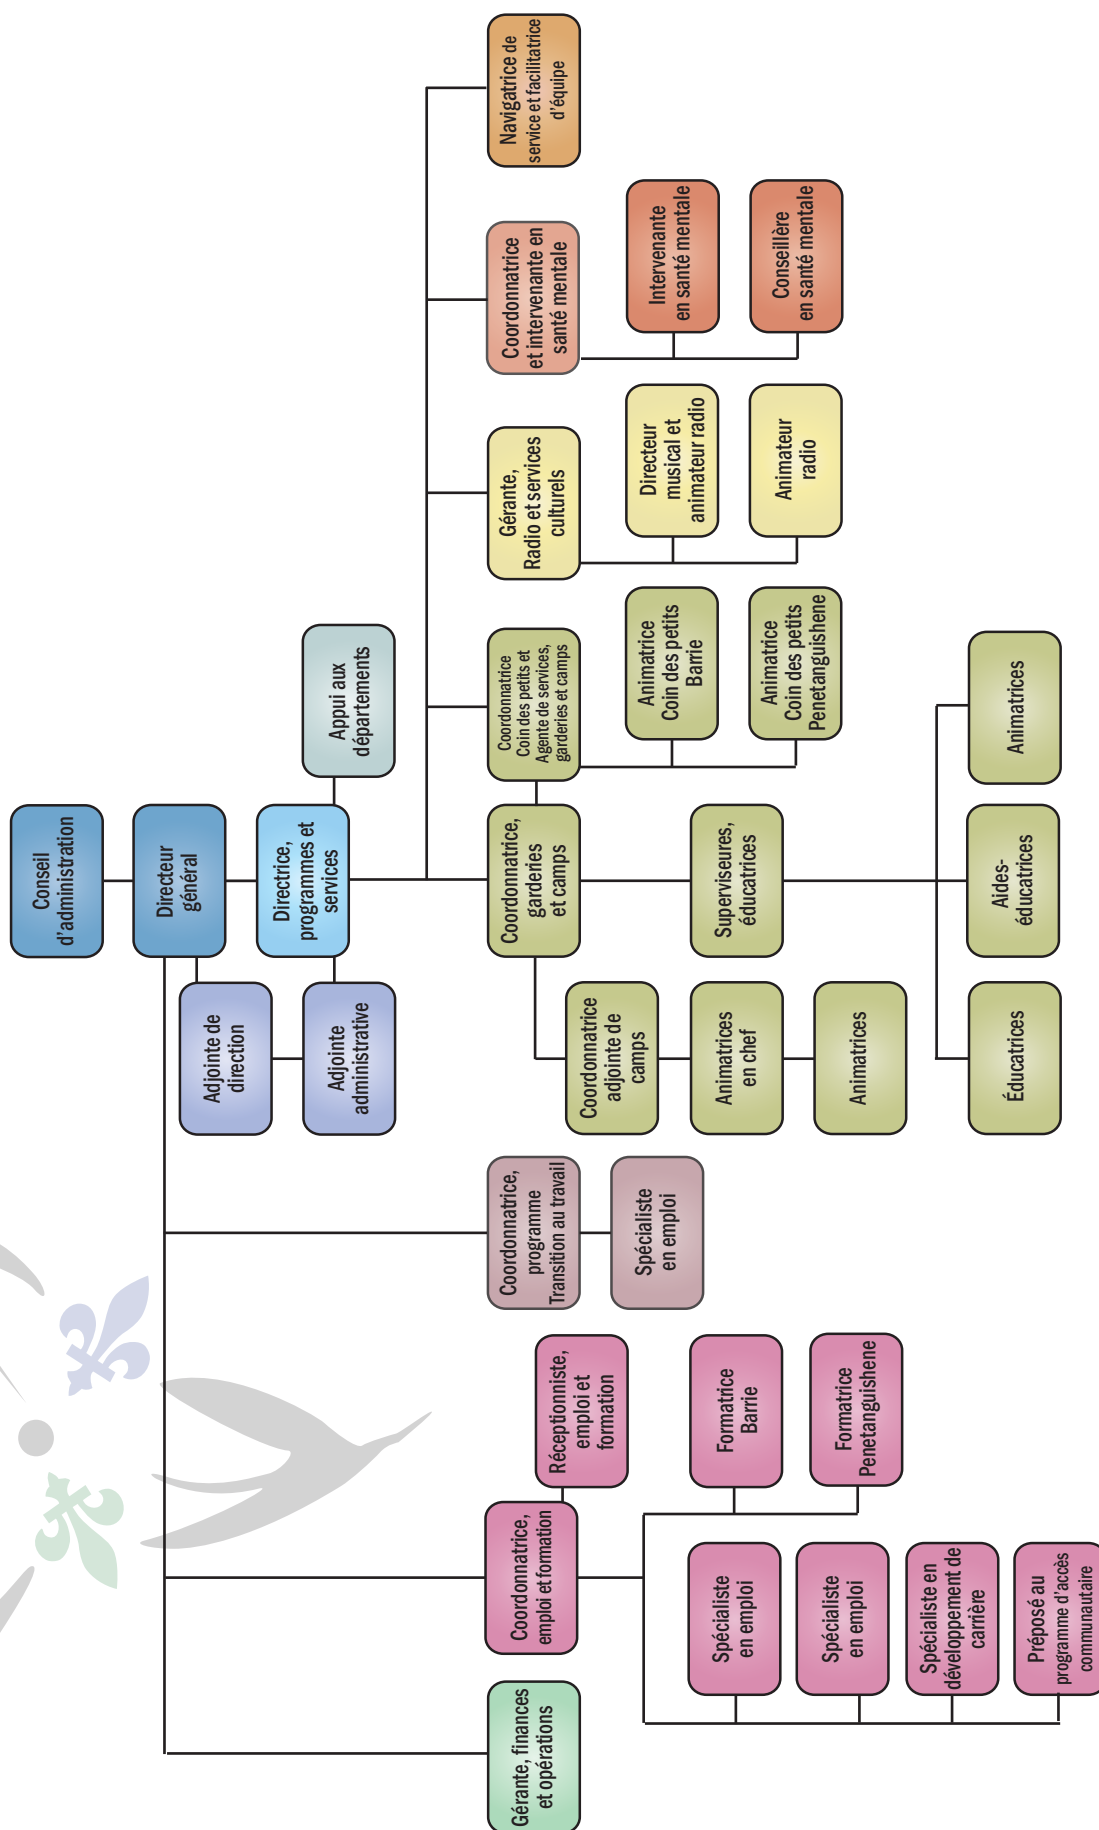 Conseil
d'administration
Directeur
général
Adjointe de
direction
Directrice,
programmes et
services
Adjointe
administrative
Appui aux
départements
Gérante, finances
et opérations
Coordonnatrice,
emploi et formation
Réceptionniste,
emploi et
formation
Spécialiste
en emploi
Spécialiste
en emploi
Spécialiste en
développement de
carrière
Préposé au
programme d'accès
communautaire
Formatrice
Barrie
Formatrice
Penetanguishene
Coordonnatrice,
programme
Transition au travail
Spécialiste
en emploi
Coordonnatrice,
garderies
et camps
Coordonnatrice
adjointe de
camps
Animatrices
en chef
Animatrices
Superviseures,
éducatrices
Éducatrices
Aides-
éducatrices
Animatrices
Coordonnatrice
Coin des petits et
Agente de services,
garderies et camps
Animatrice
Coin des petits
Barrie
Animatrice
Coin des petits
Penetanguishene
Gérante,
Radio et services
culturels
Directeur
musical et
animateur radio
Animateur
radio
Coordonnatrice
et intervenante en
santé mentale
Intervenante
en santé mentale
Conseillère
en santé mentale
Navigatrice de
service et facilitatrice
d'équipe